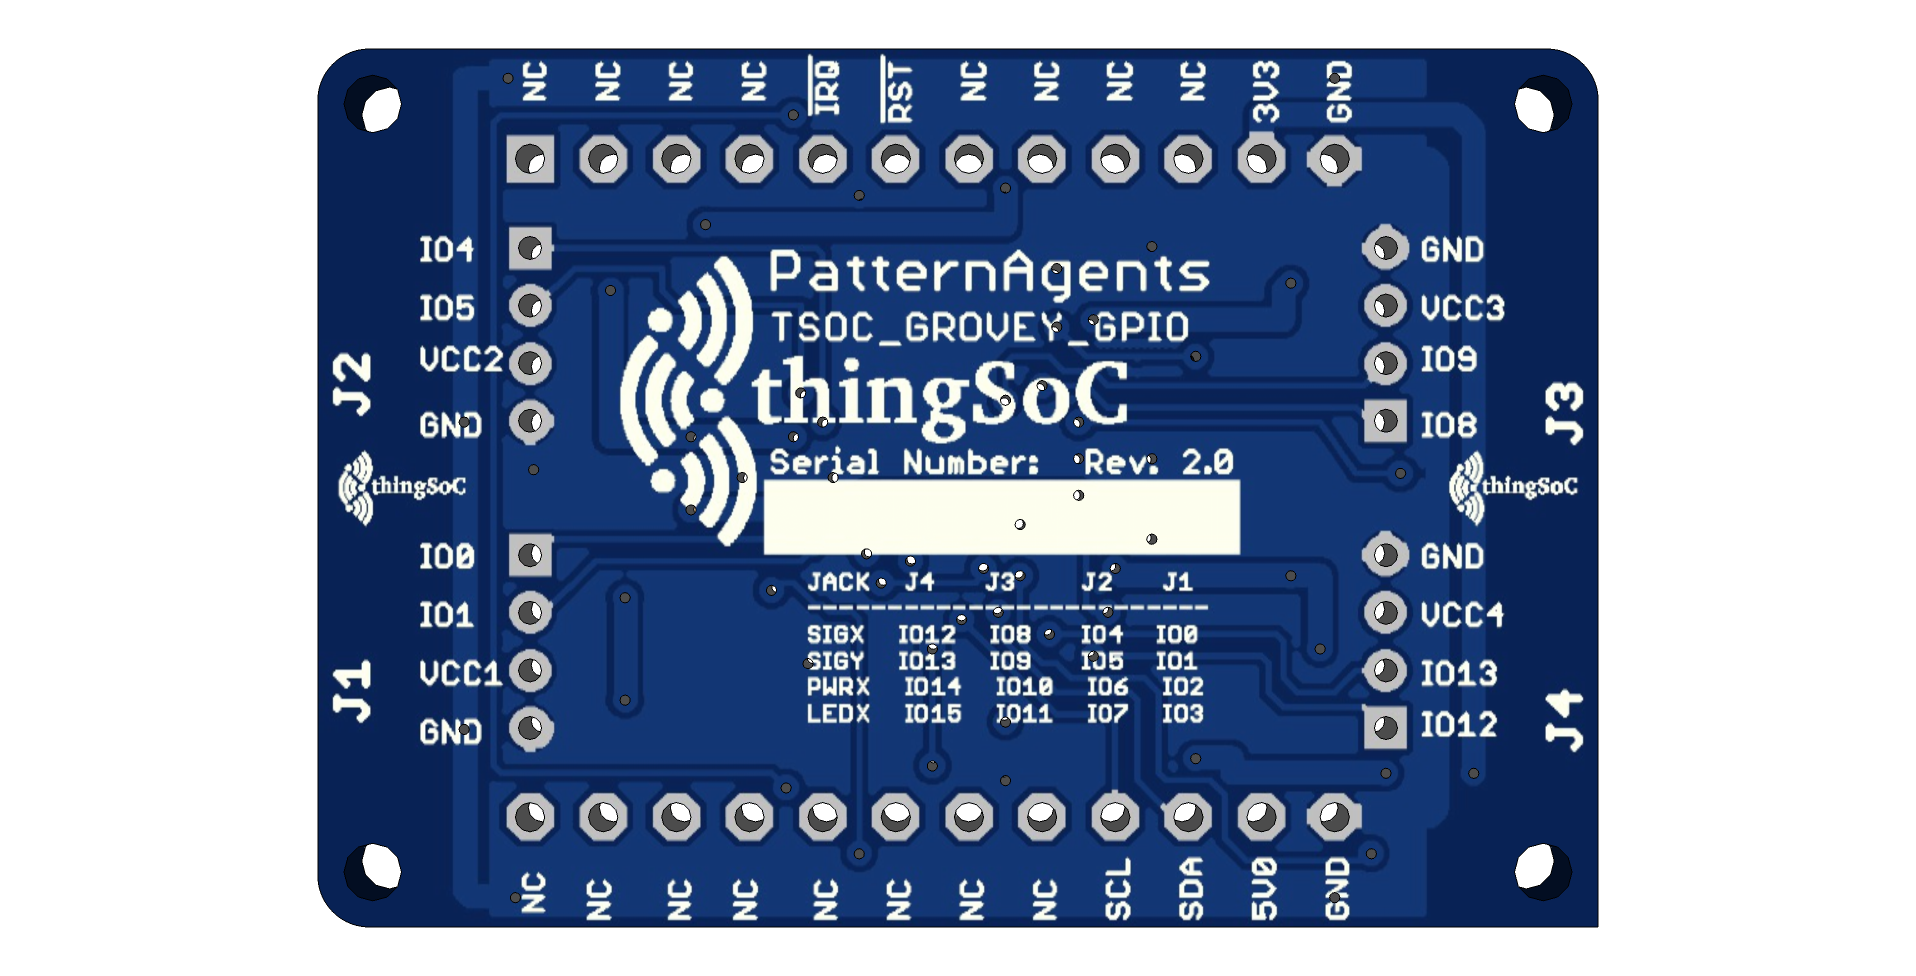 NC NC NC NC IRQ RST NC NC NC NC 3V3 GND
IO4
IO5
VCC2
GND
J2
thingSoC
IO0
IO1
VCC1
GND
J1
PatternAgents
TSOC_GROVEY_GPIO
thingSoC
Serial Number: Rev. 2.0
JACK J4 J3 J2 J1
--------------------------------
SIGX IO12 IO8 IO4 IO0
SIGY IO13 IO9 IO5 IO1
PWRX IO14 IO10 IO6 IO2
LEDX IO15 IO11 IO7 IO3
GND
VCC3
IO9
IO8
J3
thingSoC
GND
VCC4
IO13
IO12
J4
NC NC NC NC NC NC NC NC SCL SDA 5V0 GND